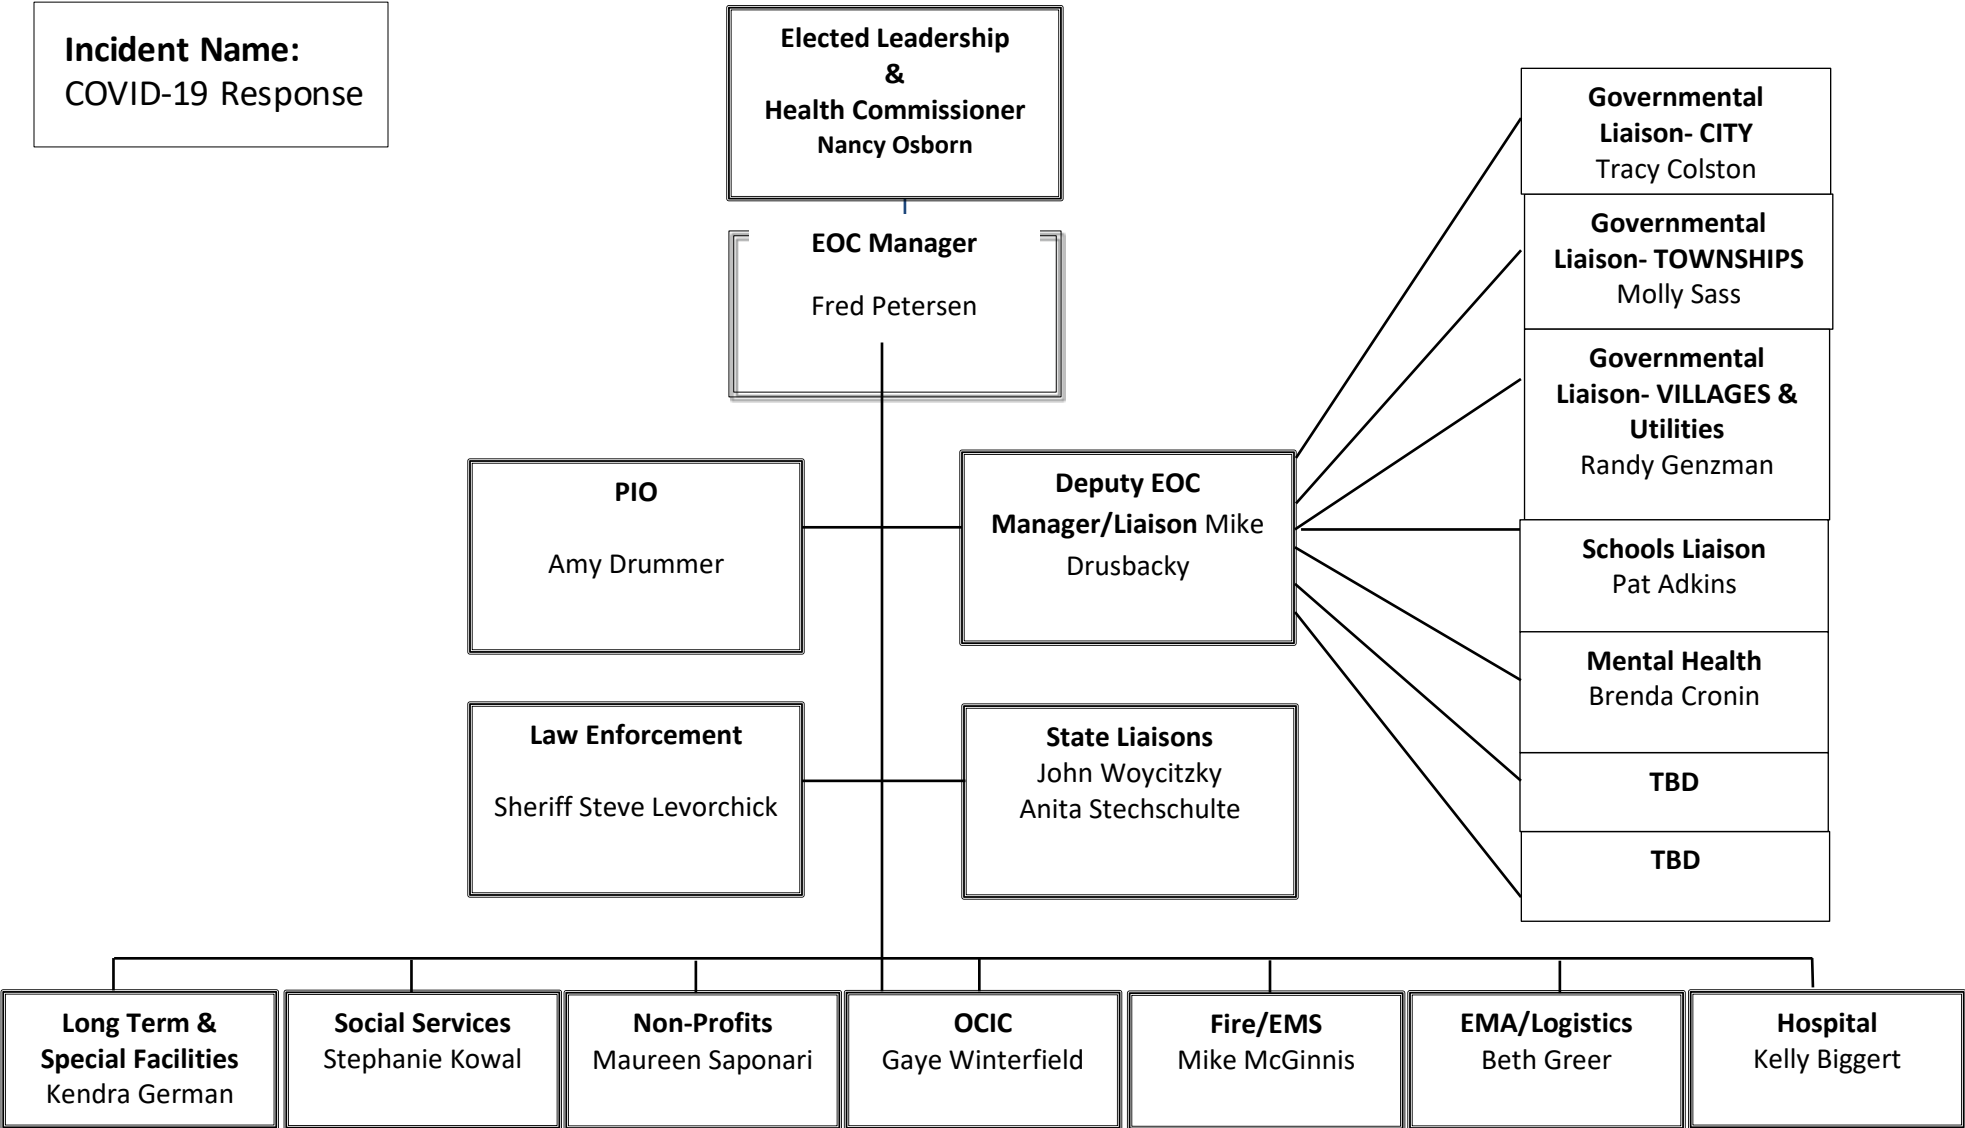 Incident Name:
COVID-19 Response
Elected Leadership
&
Health Commissioner
Nancy Osborn
EOC Manager
Fred Petersen
PIO
Amy Drummer
Deputy EOC
Manager/Liaison Mike
Drusbacky
Law Enforcement
Sheriff Steve Levorchick
State Liaisons
John Woycitzky
Anita Stechschulte
Governmental
Liaison- CITY
Tracy Colston
Governmental
Liaison- TOWNSHIPS
Molly Sass
Governmental
Liaison- VILLAGES &
Utilities
Randy Genzman
Schools Liaison
Pat Adkins
Mental Health
Brenda Cronin
TBD
TBD
Long Term &
Special Facilities
Kendra German
Social Services
Stephanie Kowal
Non-Profits
Maureen Saponari
OCIC
Gaye Winterfield
Fire/EMS
Mike McGinnis
EMA/Logistics
Beth Greer
Hospital
Kelly Biggert